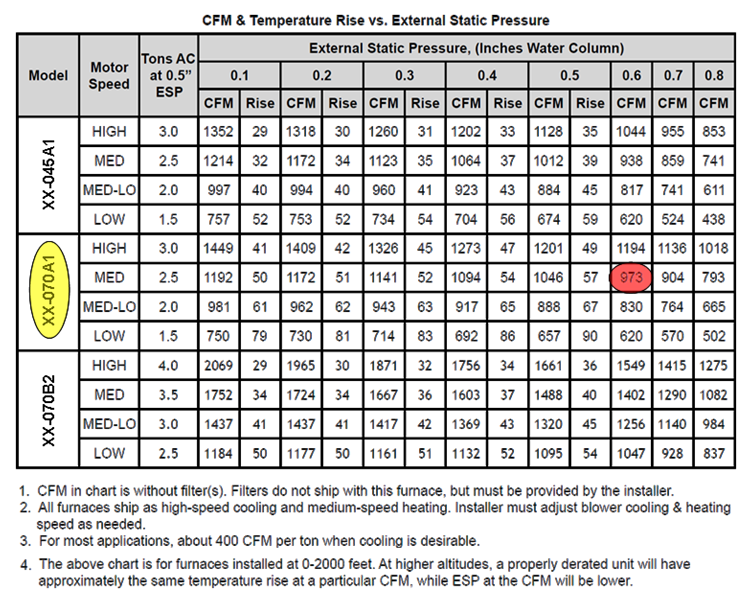 CFM & Temperature Rise vs. External Static Pressure
Model Motor Speed Tons AC at 0.5" ESP External Static Pressure, (Inches Water Column)
0.1 0.2 0.3 0.4 0.5 0.6 0.7 0.8
CFM Rise CFM Rise CFM Rise CFM Rise CFM Rise CFM CFM CFM
XX-045A1
HIGH 3.0 1352 29 1318 30 1260 31 1202 33 1128 35 1044 955 853
MED 2.5 1214 32 1172 34 1123 35 1064 37 1012 39 938 859 741
MED-LO 2.0 997 40 994 40 960 41 923 43 884 45 817 741 611
LOW 1.5 757 52 753 52 734 54 704 56 674 59 620 524 438
XX-070A1
HIGH 3.0 1449 41 1409 42 1326 45 1273 47 1201 49 1194 1136 1018
MED 2.5 1192 50 1172 51 1141 52 1094 54 1046 57 973 904 793
MED-LO 2.0 981 61 962 62 943 63 917 65 888 67 830 764 665
LOW 1.5 750 79 730 81 714 83 692 86 657 90 620 570 502
XX-070B2
HIGH 4.0 2069 29 1965 30 1871 32 1756 34 1661 36 1549 1415 1275
MED 3.5 1752 34 1724 34 1667 36 1603 37 1488 40 1402 1290 1082
MED-LO 3.0 1437 41 1437 41 1417 42 1369 43 1320 45 1256 1140 984
LOW 2.5 1184 50 1177 50 1161 51 1132 52 1095 54 1047 928 837
1. CFM in chart is without filter(s). Filters do not ship with this furnace, but must be provided by the installer.
2. All furnaces ship as high-speed cooling and medium-speed heating. Installer must adjust blower cooling & heating
speed as needed.
3. For most applications, about 400 CFM per ton when cooling is desirable.
4. The above chart is for furnaces installed at 0-2000 feet. At higher altitudes, a properly derated unit will have
approximately the same temperature rise at a particular CFM, while ESP at the CFM will be lower.